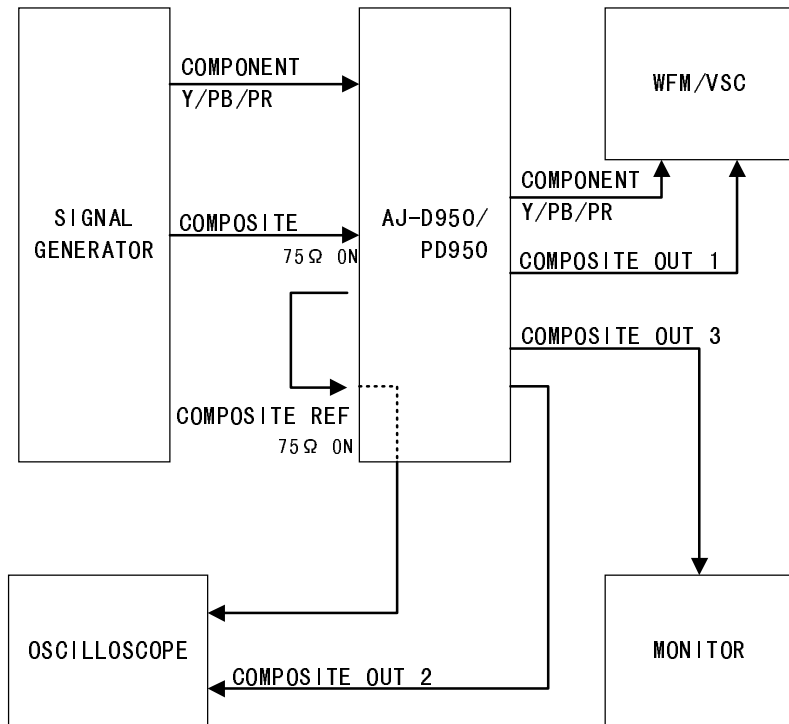 COMPONENT
Y/PB/PR
WFM/VSC
SIGNAL
GENERATOR
COMPOSITE
75Ω ON
AJ-D950/
PD950
COMPONENT
Y/PB/PR
COMPOSITE OUT 1
COMPOSITE OUT 3
COMPOSITE REF
75Ω ON
OSCILLOSCOPE
COMPOSITE OUT 2
MONITOR